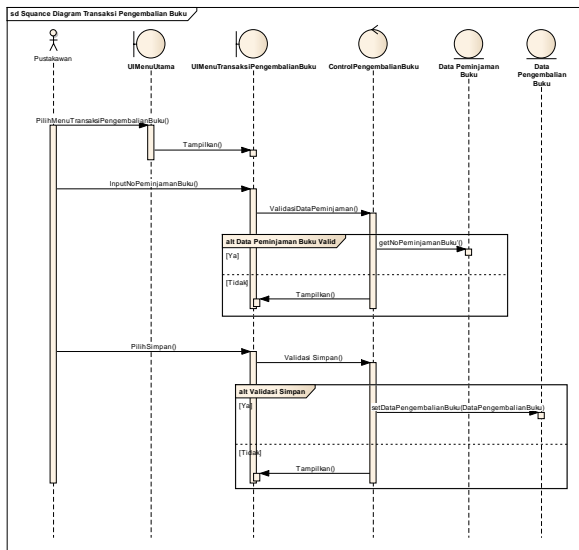 sd Squance Diagram Transaksi Pengembalian Buku
Pustakawan
UIMenuUtama
UIMenuTransaksiPengembalianBuku
ControlPengembalianBuku
Data Peminjaman
Buku
Data
Pengembalian
Buku
PilihMenuTransaksiPengembalianBuku()
Tampilkan()
InputNoPeminjamanBuku()
ValidasiDataPeminjaman()
alt Data Peminjaman Buku Valid
getNoPeminjamanBuku'()
[Ya]
[Tidak]
Tampilkan()
PilihSimpan()
Validasi Simpan()
alt Validasi Simpan
[Ya]
setDataPengembalianBuku(DataPengembalianBuku)
[Tidak]
Tampilkan()